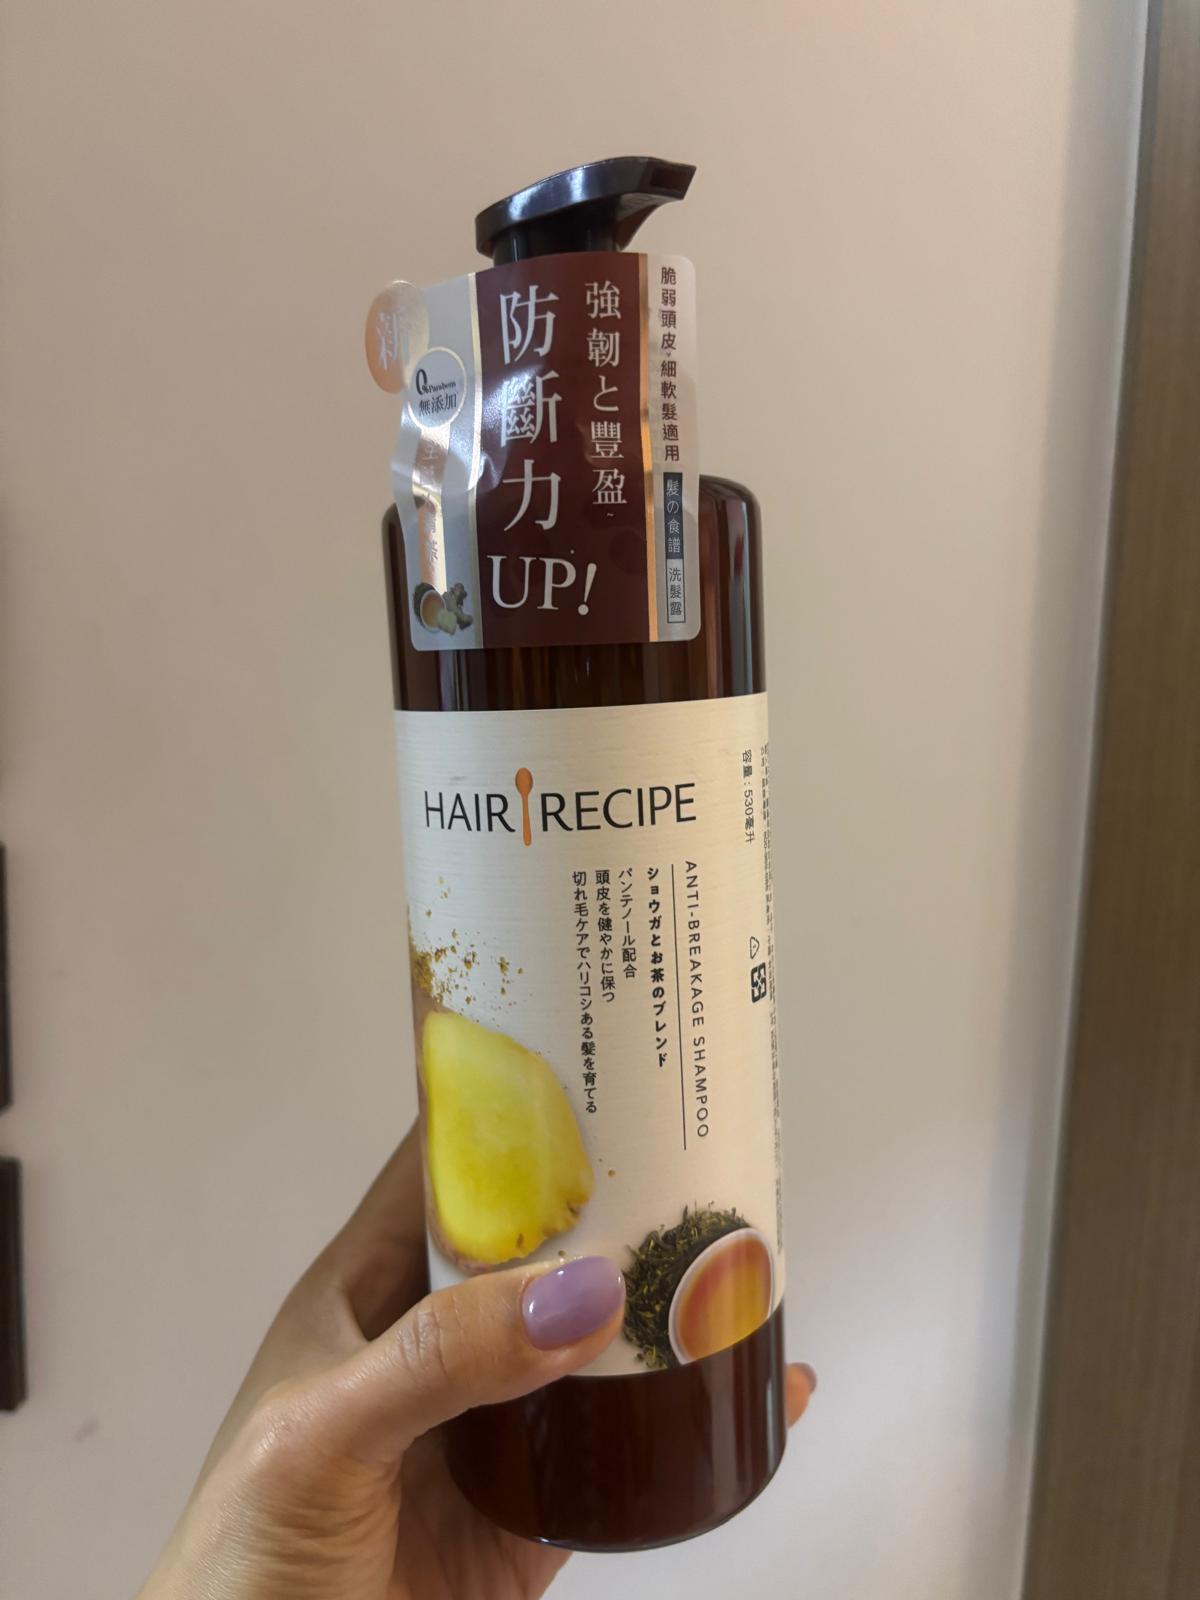 新
0% Parabens
無添加
防斷力
UP!
強韌と豐盈~
脆弱頭皮、細軟髮適用
髮の食譜
洗髮露
HAIR RECIPE
ANTI-BREAKAGE SHAMPOO
ショウガとお茶のブレンド
パンテノール配合
頭皮を健やかに保つ
切れ毛ケアでハリコシある髪を育てる
容量：530毫升